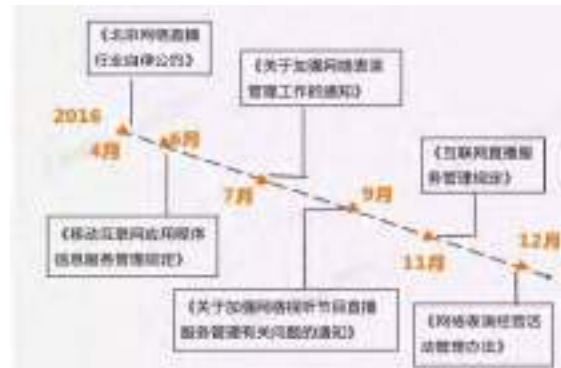 《北京网络直播
行业自律公约》
《关于加强网络表演
管理工作的通知》
2016
4月
6月
7月
9月
《互联网直播服
务管理规定》
11月
12月
《移动互联网应用程序
信息服务管理规定》
《关于加强网络视听节目直播
服务管理有关问题的通知》
《网络表演经营活
动管理办法》